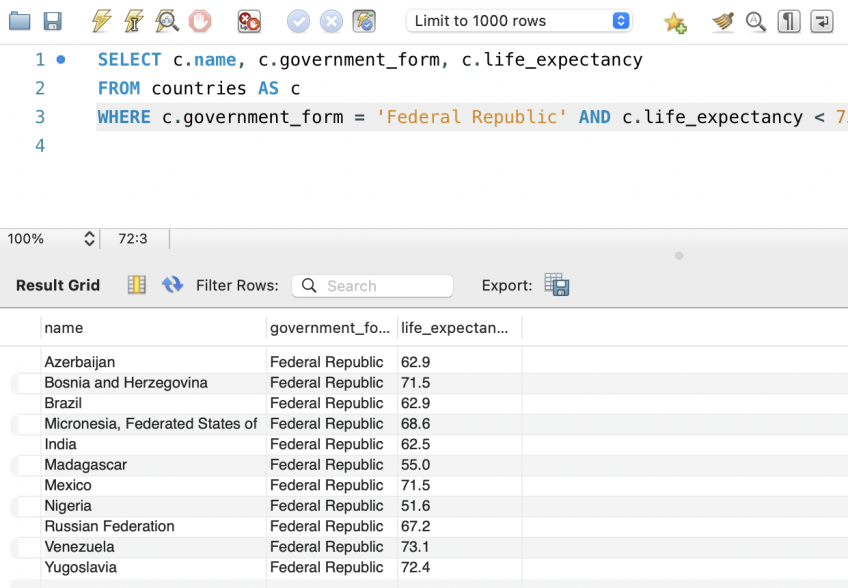 Limit to 1000 rows
1 SELECT c.name, c.government_form, c.life_expectancy
2 FROM countries AS c
3 WHERE c.government_form = 'Federal Republic' AND c.life_expectancy < 7
4
100% 72:3
Result Grid Filter Rows: Search Export:
name government_fo... life_expectan...
Azerbaijan Federal Republic 62.9
Bosnia and Herzegovina Federal Republic 71.5
Brazil Federal Republic 62.9
Micronesia, Federated States of Federal Republic 68.6
India Federal Republic 62.5
Madagascar Federal Republic 55.0
Mexico Federal Republic 71.5
Nigeria Federal Republic 51.6
Russian Federation Federal Republic 67.2
Venezuela Federal Republic 73.1
Yugoslavia Federal Republic 72.4